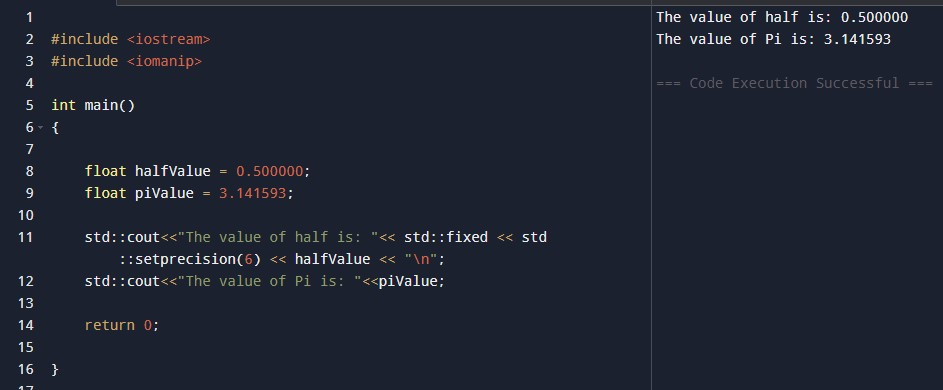 1
2 #include <iostream>
3 #include <iomanip>
4
5 int main()
6 {
7
8     float halfValue = 0.500000;
9     float piValue = 3.141593;
10
11     std::cout<<"The value of half is: "<< std::fixed << std
        ::setprecision(6) << halfValue << "\n";
12     std::cout<<"The value of Pi is: "<<piValue;
13
14     return 0;
15
16 }
17
The value of half is: 0.500000
The value of Pi is: 3.141593
=== Code Execution Successful ===